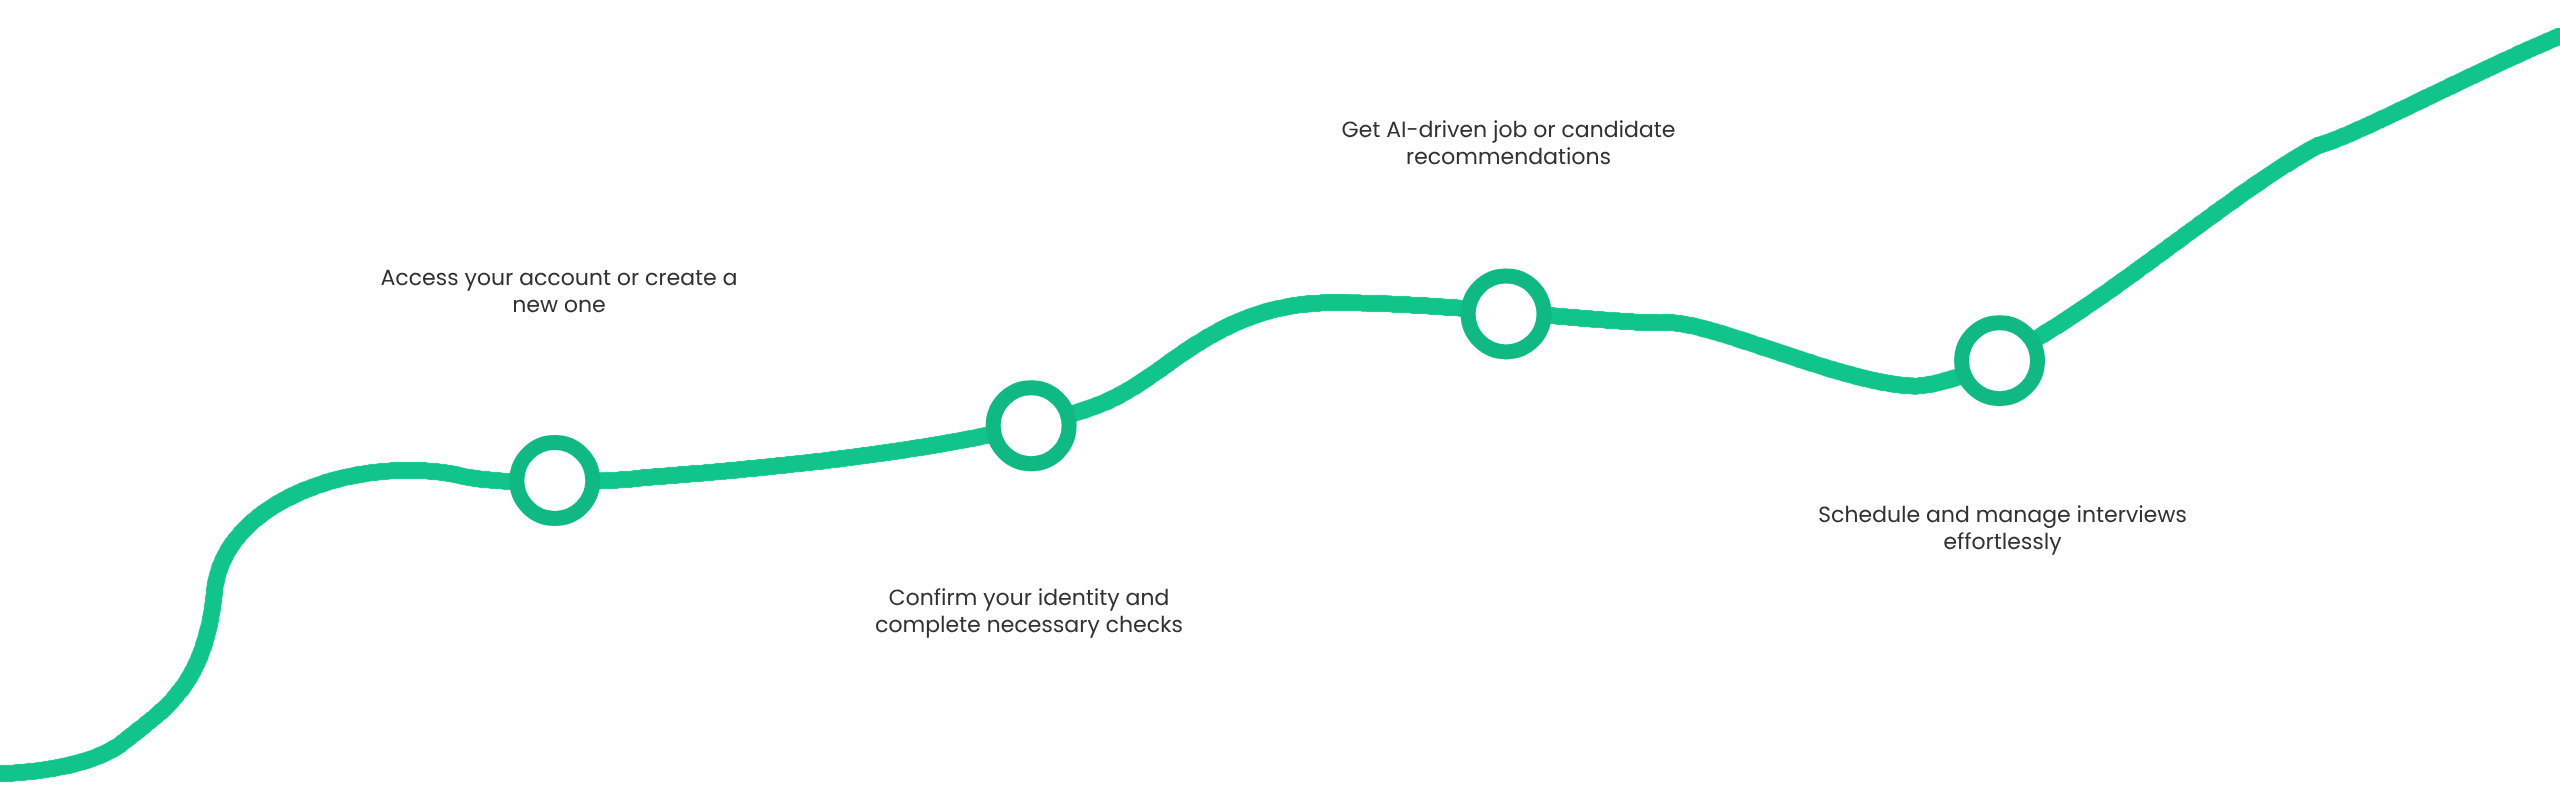 Access your account or create a
new one
Confirm your identity and
complete necessary checks
Get AI-driven job or candidate
recommendations
Schedule and manage interviews
effortlessly